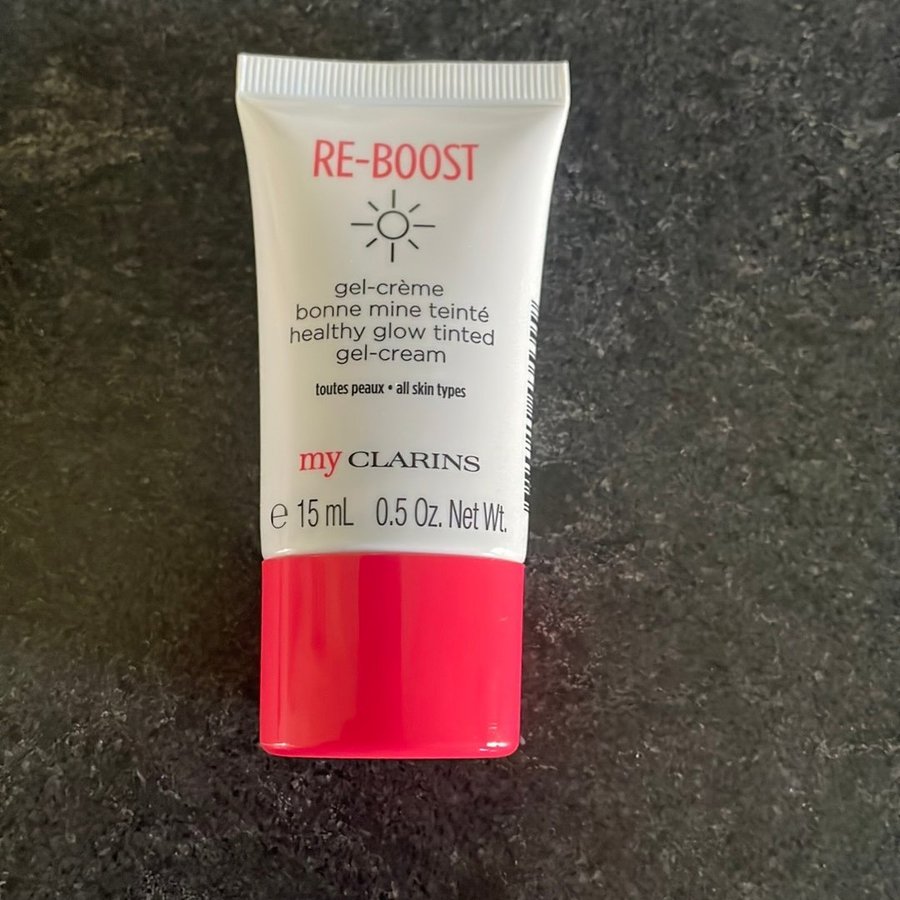 RE-BOOST
gel-crème
bonne mine teinté
healthy glow tinted
gel-cream
toutes peaux • all skin types
my CLARINS
℮ 15 mL 0.5 Oz. Net Wt.